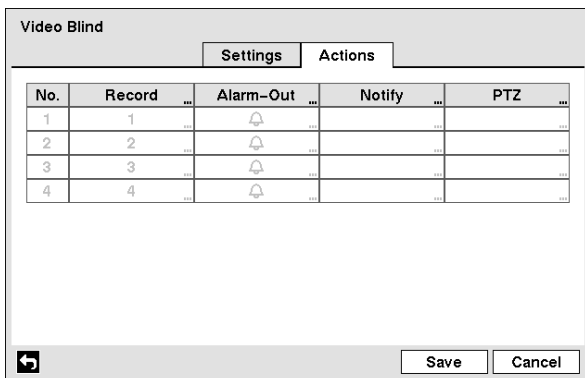 Video Blind
Settings Actions
No. Record ... Alarm-Out ... Notify ... PTZ ...
1 1 ... ... ... ...
2 2 ... ... ... ...
3 3 ... ... ... ...
4 4 ... ... ... ...
Save Cancel